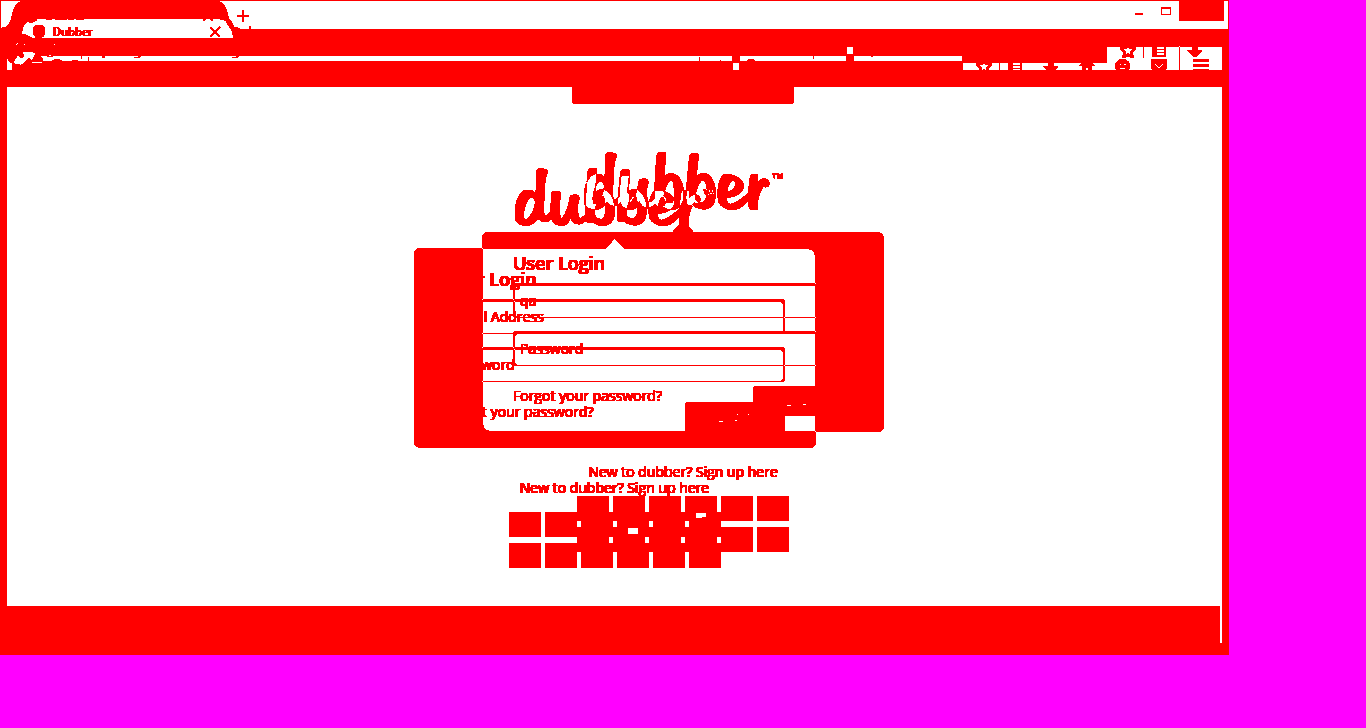 Dubber
dubber™
dubber
User Login
Login
qa
Address
Password
word
Forgot your password?
your password?
New to dubber? Sign up here
New to dubber? Sign up here